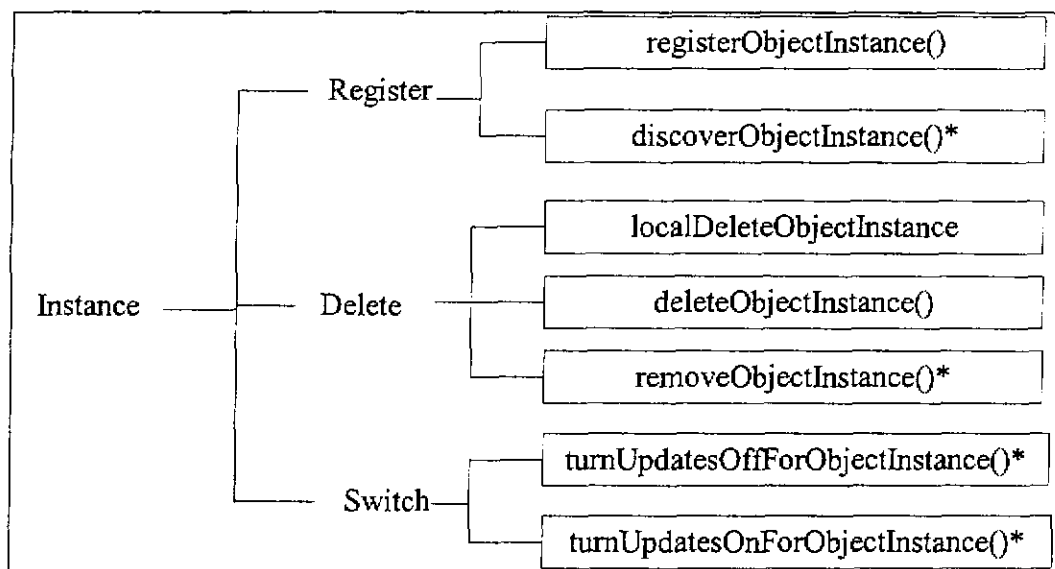 registerObjectInstance()
Register
discoverObjectInstance()*
localDeleteObjectInstance
Instance
Delete
deleteObjectInstance()
removeObjectInstance()*
turnUpdatesOffForObjectInstance()*
Switch
turnUpdatesOnForObjectInstance()*